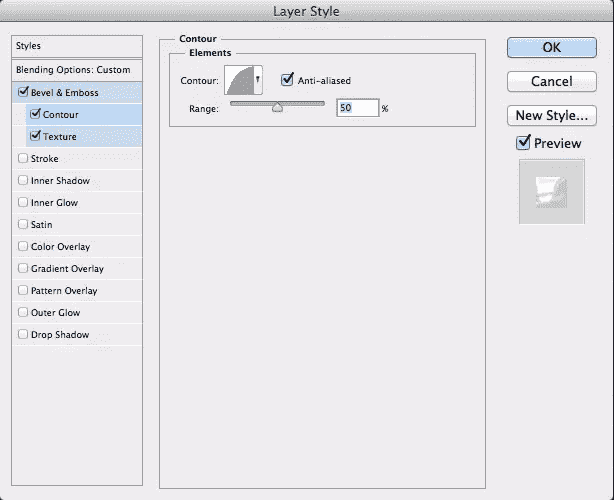 Layer Style
Styles
Blending Options: Custom
Bevel & Emboss
Contour
Texture
Stroke
Inner Shadow
Inner Glow
Satin
Color Overlay
Gradient Overlay
Pattern Overlay
Outer Glow
Drop Shadow
Contour
Elements
Contour: Anti-aliased
Range: 50 %
OK
Cancel
New Style...
Preview